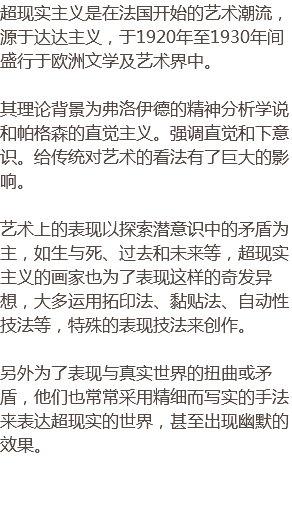 超现实主义是在法国开始的艺术潮流，
源于达达主义，于1920年至1930年间
盛行于欧洲文学及艺术界中。
其理论背景为弗洛伊德的精神分析学说
和帕格森的直觉主义。强调直觉和下意
识。给传统对艺术的看法有了巨大的影
响。
艺术上的表现以探索潜意识中的矛盾为
主，如生与死、过去和未来等，超现实
主义的画家也为了表现这样的奇发异
想，大多运用拓印法、黏贴法、自动性
技法等，特殊的表现技法来创作。
另外为了表现与真实世界的扭曲或矛
盾，他们也常常采用精细而写实的手法
来表达超现实的世界，甚至出现幽默的
效果。